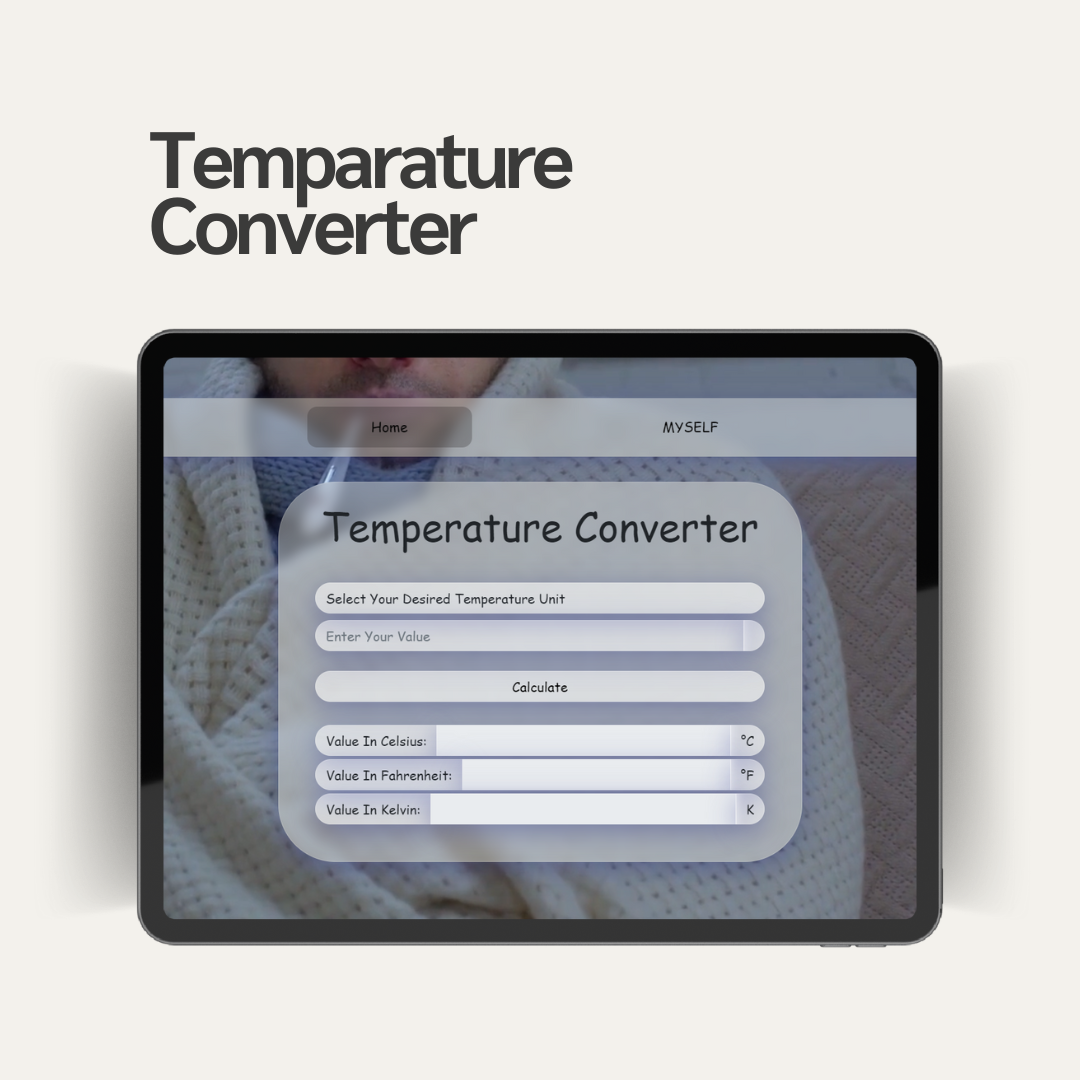 Temparature
Converter
Home
MYSELF
Temperature Converter
Select Your Desired Temperature Unit
Enter Your Value
Calculate
Value In Celsius:
°C
Value In Fahrenheit:
°F
Value In Kelvin:
K